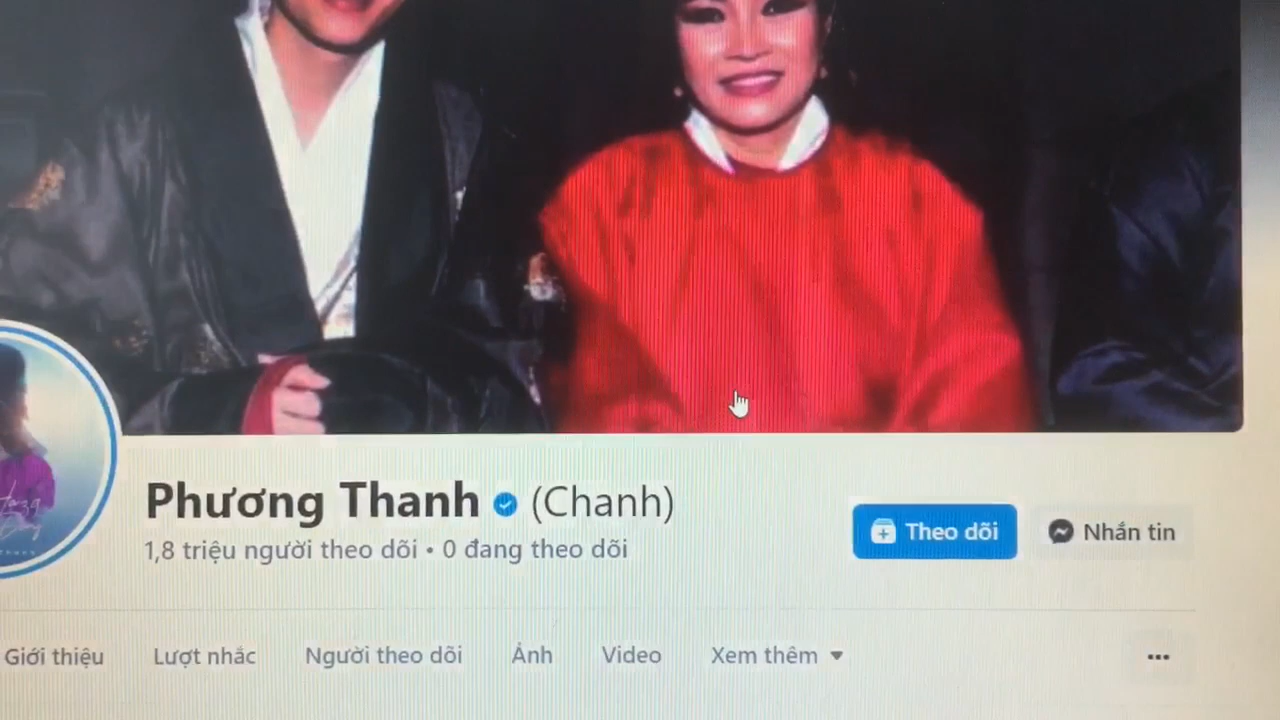 Phương Thanh (Chanh)
1,8 triệu người theo dõi • 0 đang theo dõi
Theo dõi
Nhắn tin
Giới thiệu
Lượt nhắc
Người theo dõi
Ảnh
Video
Xem thêm